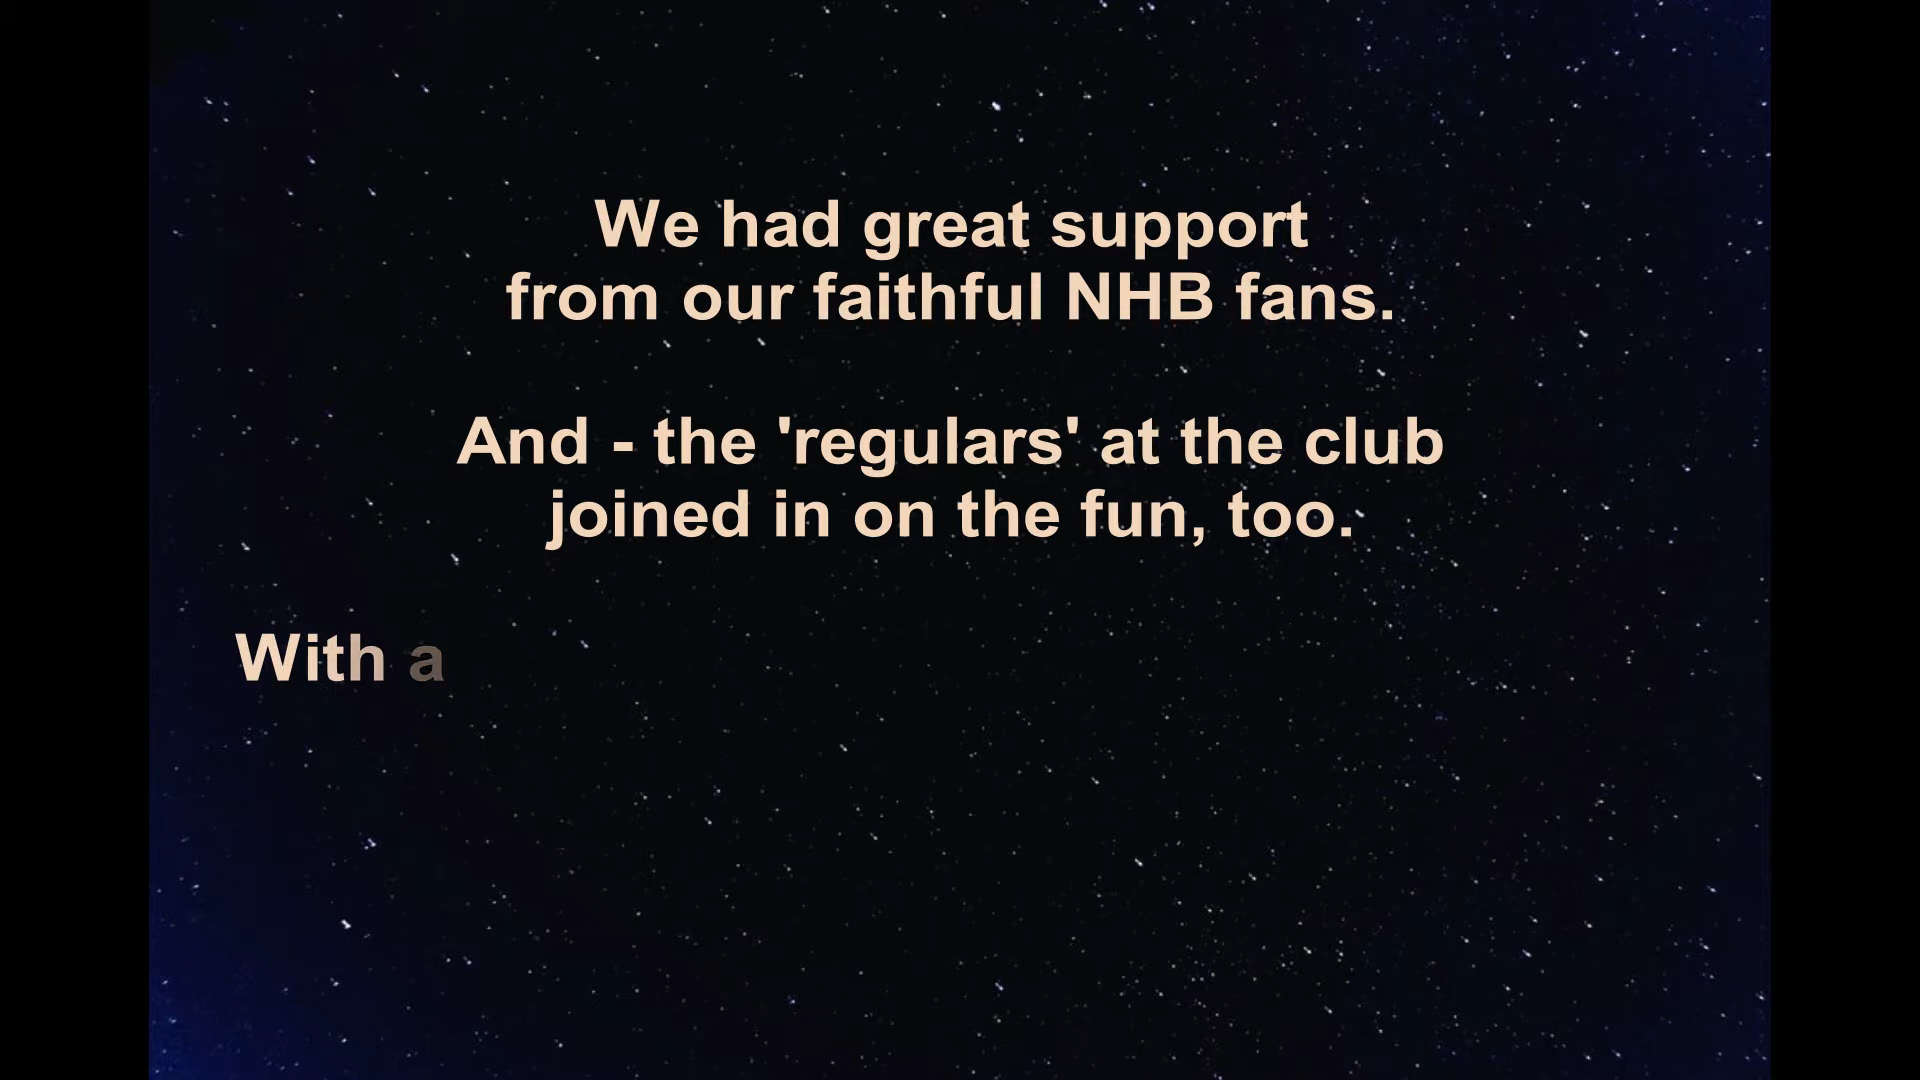 We had great support
from our faithful NHB fans.
And - the 'regulars' at the club
joined in on the fun, too.
With a